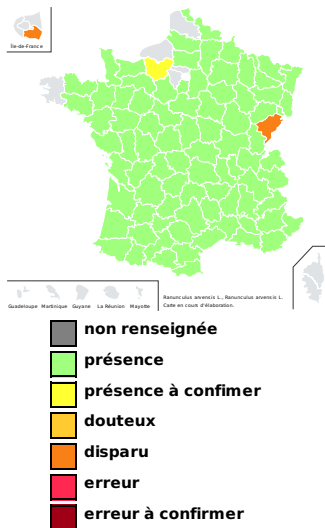 Île-de-France
Guadeloupe Martinique Guyane La Réunion Mayotte
Ranunculus arvensis L., Ranunculus arvensis L.
Carte en cours d'élaboration.
non renseignée
présence
présence à confimer
douteux
disparu
erreur
erreur à confirmer